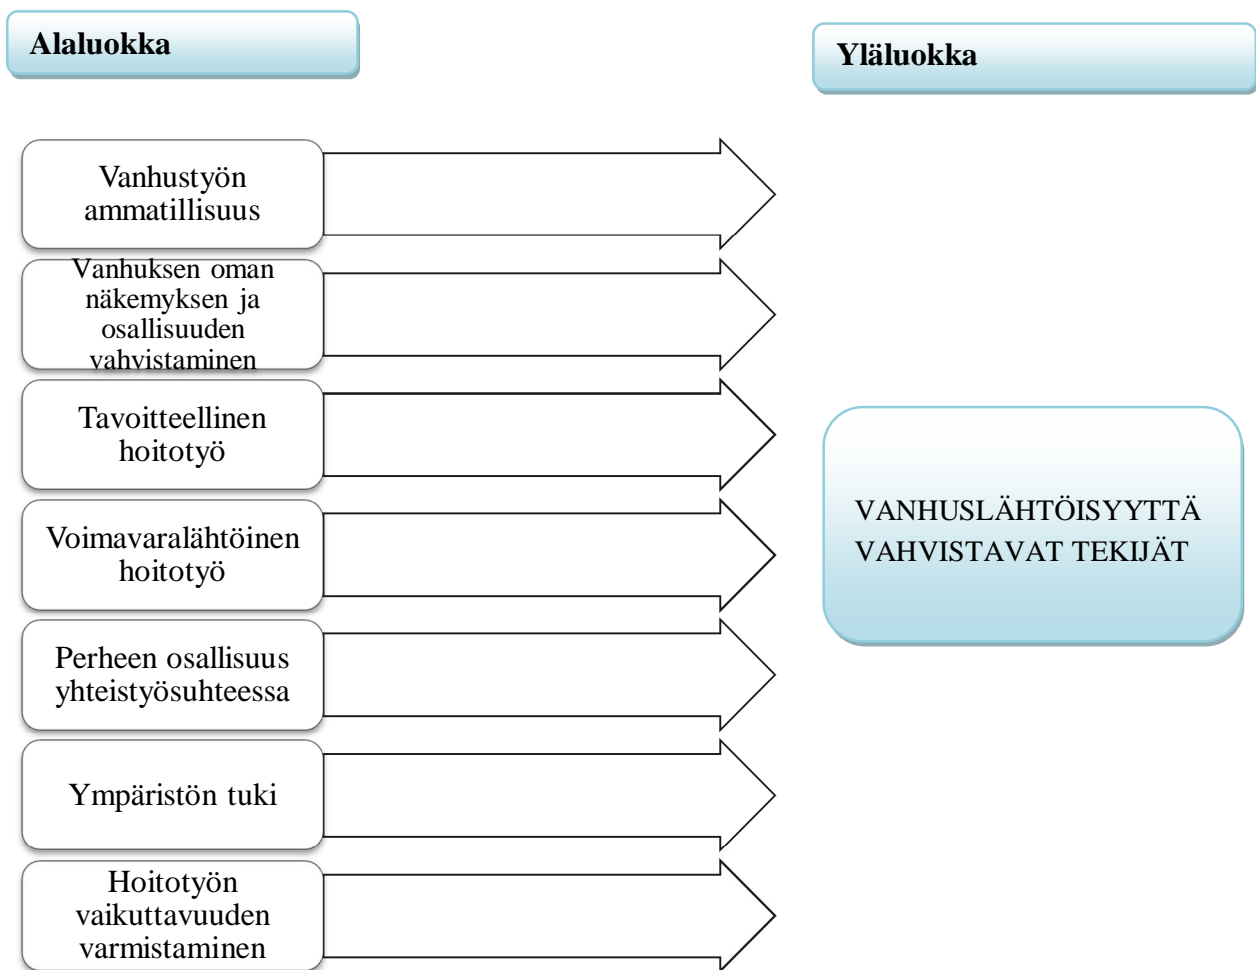 Alaluokka
Yläluokka
Vanhustyön
ammatillisuus
Vanhuksen oman
näkemyksen ja
osallisuuden
vahvistaminen
Tavoitteellinen
hoitotyö
Voimavaralähtöinen
hoitotyö
Perheen osallisuus
yhteistyösuhteessa
Ympäristön tuki
Hoitotyön
vaikuttavuuden
varmistaminen
VANHUSLÄHTÖISYYTTÄ
VAHVISTAVAT TEKIJÄT